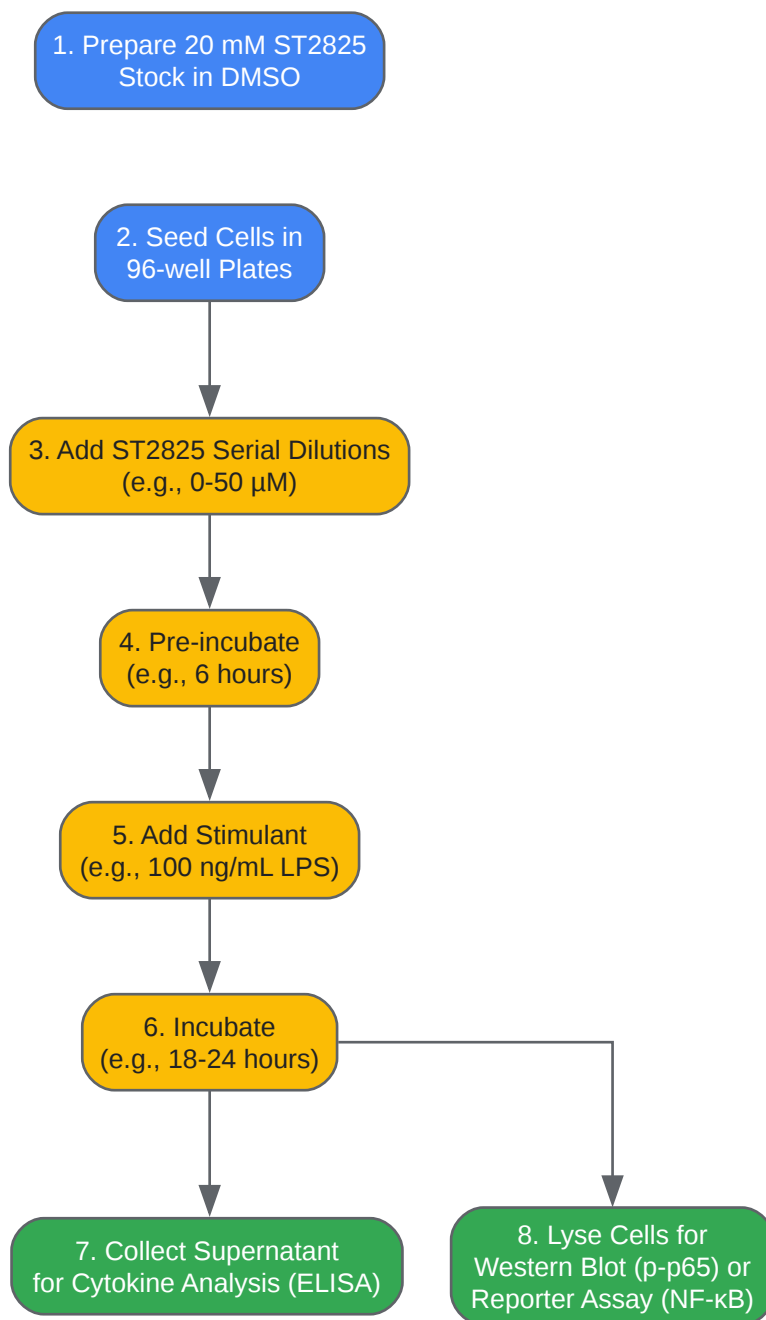 1. Prepare 20 mM ST2825
Stock in DMSO
2. Seed Cells in
96-well Plates
3. Add ST2825 Serial Dilutions
(e.g., 0-50 µM)
4. Pre-incubate
(e.g., 6 hours)
5. Add Stimulant
(e.g., 100 ng/mL LPS)
6. Incubate
(e.g., 18-24 hours)
7. Collect Supernatant
for Cytokine Analysis (ELISA)
8. Lyse Cells for
Western Blot (p-p65) or
Reporter Assay (NF-κB)